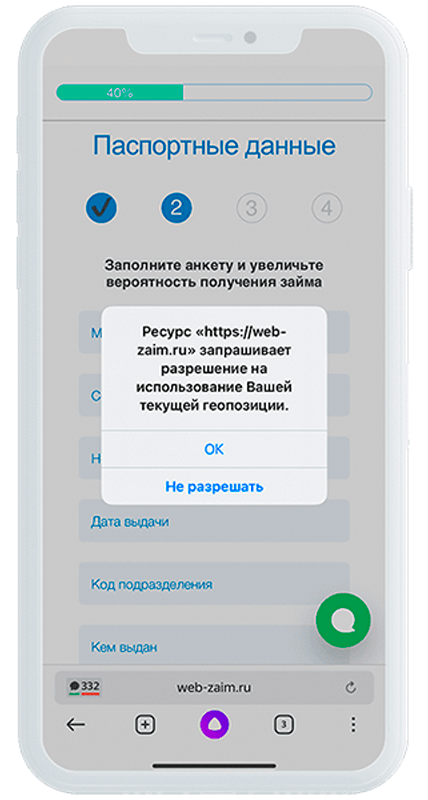 40%
Паспортные данные
2
3
4
Заполните анкету и увеличьте
вероятность получения займа
М
Ресурс «https://web-
zaim.ru» запрашивает
разрешение на
использование Вашей
текущей геопозиции.
С
ОК
Н
Не разрешать
Дата выдачи
Код подразделения
Кем выдан
332
web-zaim.ru
3